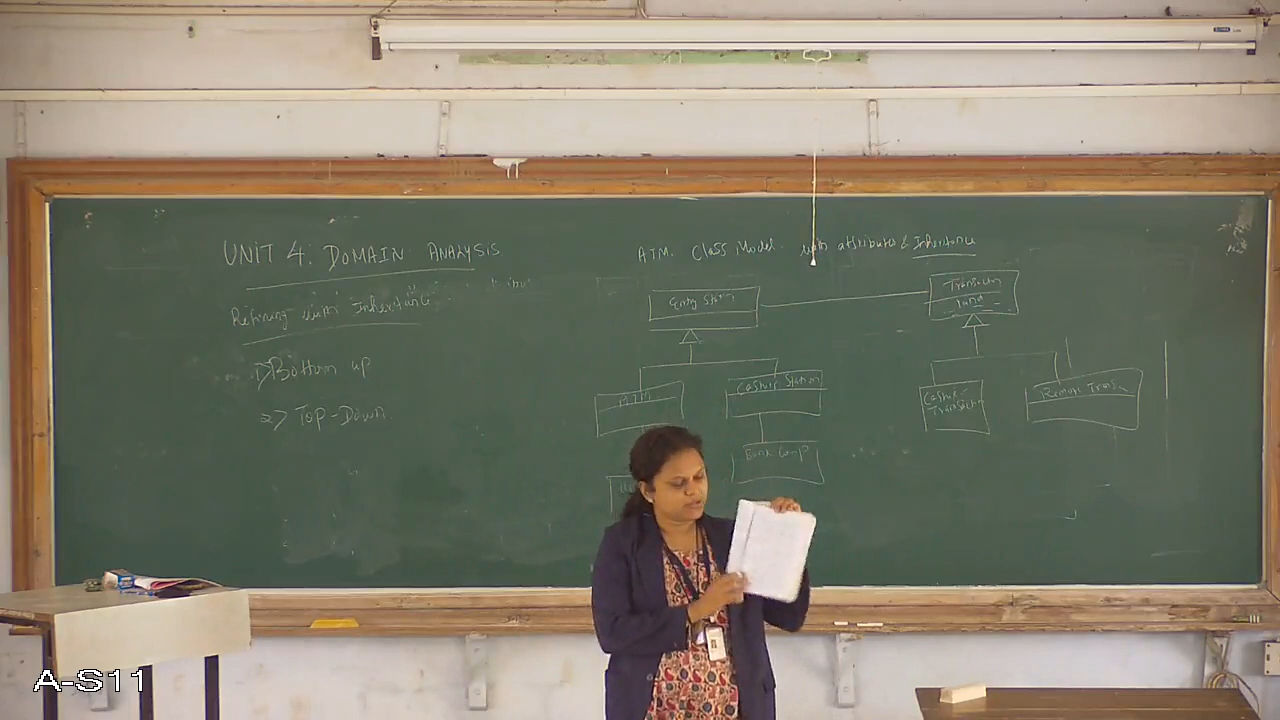 UNIT 4: DOMAIN ANALYSIS
Refining with Inheritance
1) Bottom up
2) Top-Down.
ATM Class Model with attributes & Inheritance
Entry Station
ATM
Cashier Station
Bank Comp
Transaction
Cashier
Transaction
Remote Transa
A-S11